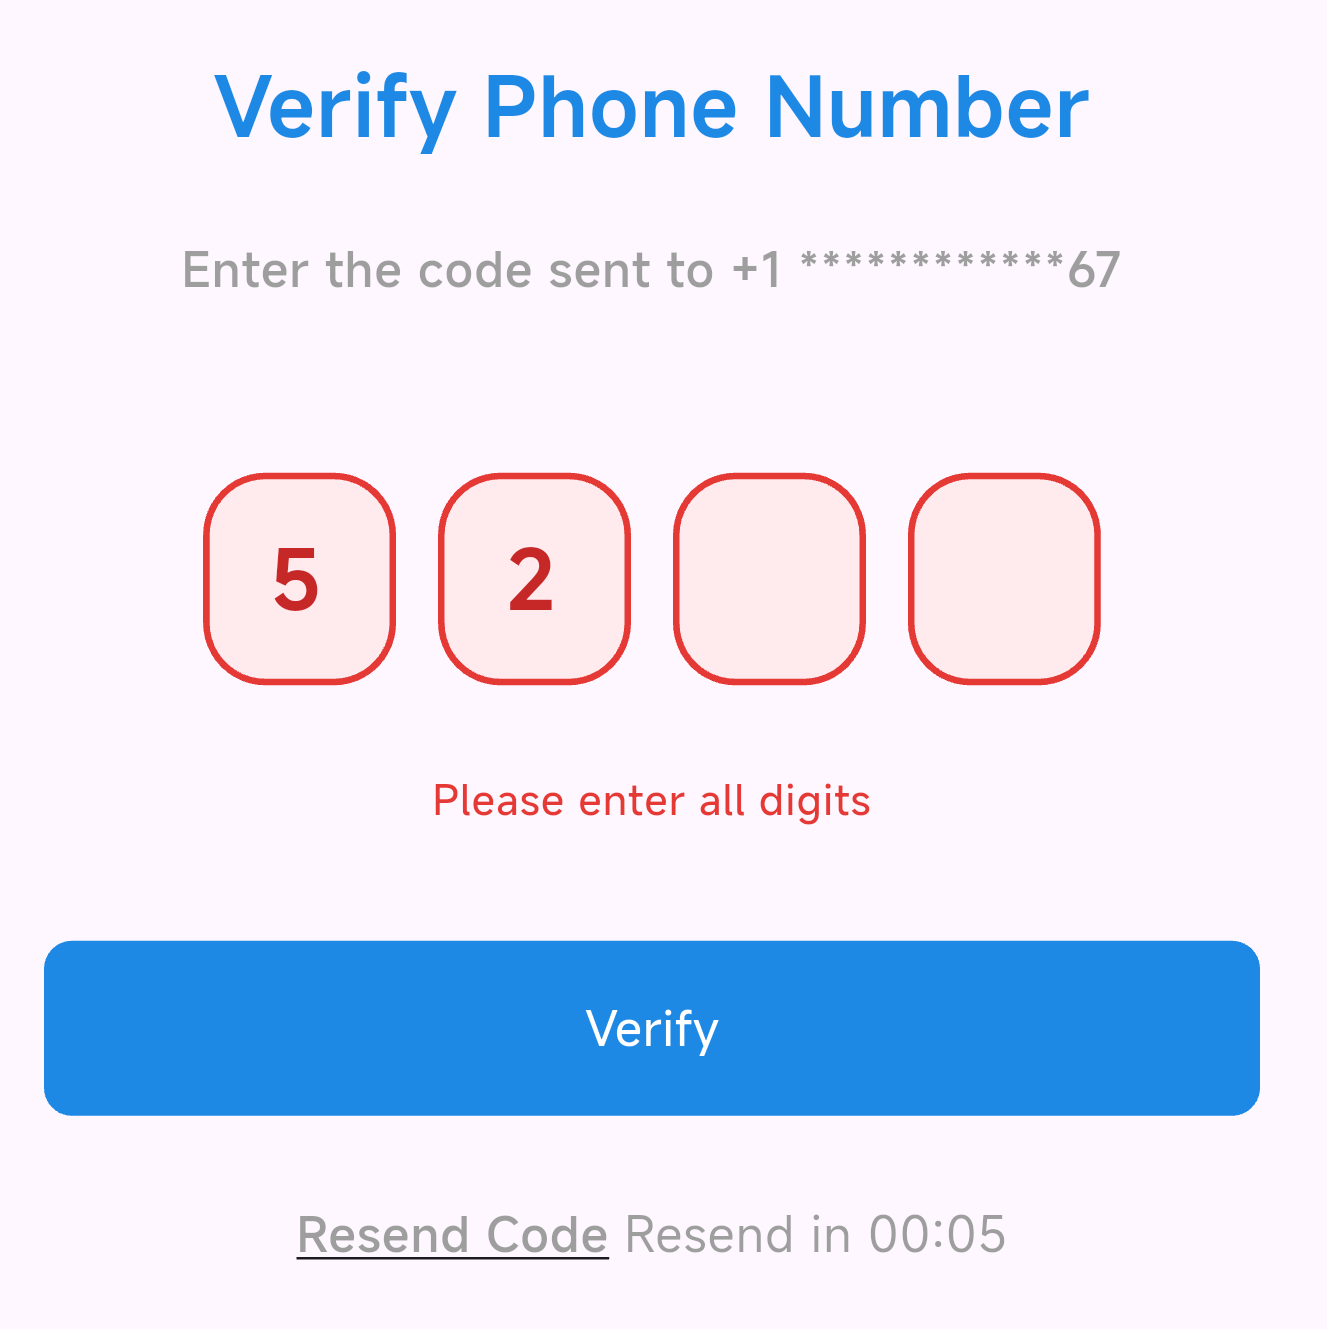 Verify Phone Number
Enter the code sent to +1 ************67
5 2
Please enter all digits
Verify
Resend Code Resend in 00:05